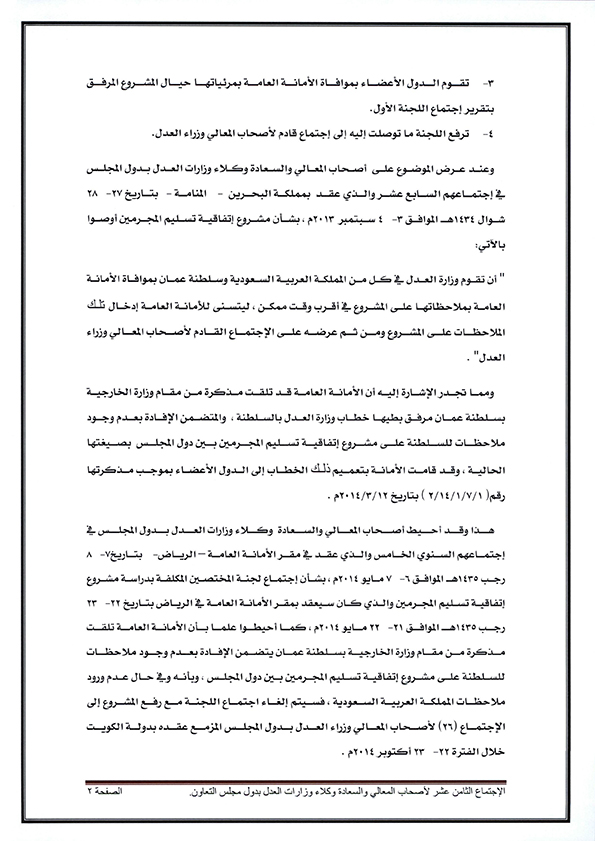 ٣- تقوم الدول الأعضاء بموافاة الأمانة العامة بمرئياتها حيال المشروع المرفق
بتقرير إجتماع اللجنة الأول.
٤- ترفع اللجنة ما توصلت إليه إلى إجتماع قادم لأصحاب المعالي وزراء العدل.
وعند عرض الموضوع على أصحاب المعالي والسعادة وكلاء وزارات العدل بدول المجلس
في إجتماعهم السابع عشر والذي عقد بمملكة البحرين - المنامة - بتاريخ ٢٧- ٢٨
شوال ١٤٣٤هـ الموافق ٣- ٤ سبتمبر ٢٠١٣م ، بشأن مشروع إتفاقية تسليم المجرمين أوصوا
بالآتي:
" أن تقوم وزارة العدل في كل من المملكة العربية السعودية وسلطنة عمان بموافاة الأمانة
العامة بملاحظاتها على المشروع في أقرب وقت ممكن ، ليتسنى للأمانة العامة إدخال تلك
الملاحظات على المشروع ومن ثم عرضه على الإجتماع القادم لأصحاب المعالي وزراء
العدل" .
ومما تجدر الإشارة إليه أن الأمانة العامة قد تلقت مذكرة من مقام وزارة الخارجية
بسلطنة عمان مرفق بطيها خطاب وزارة العدل بالسلطنة ، والمتضمن الإفادة بعدم وجود
ملاحظات للسلطنة على مشروع إتفاقية تسليم المجرمين بين دول المجلس بصيغتها
الحالية ، وقد قامت الأمانة بتعميم ذلك الخطاب إلى الدول الأعضاء بموجب مذكرتها
رقم( ٢/١٤/١/٧/١ ) بتاريخ ٢٠١٤/٣/١٢م .
هذا وقد أحيط أصحاب المعالي والسعادة وكلاء وزارات العدل بدول المجلس في
إجتماعهم السنوي الخامس والذي عقد في مقر الأمانة العامة – الرياض- بتاريخ٧- ٨
رجب ١٤٣٥هـ الموافق ٦- ٧ مايو ٢٠١٤م ، بشأن إجتماع لجنة المختصين المكلفة بدراسة مشروع
إتفاقية تسليم المجرمين والذي كان سيعقد بمقر الأمانة العامة في الرياض بتاريخ ٢٢- ٢٣
رجب ١٤٣٥هـ الموافق ٢١- ٢٢ مايو ٢٠١٤م ، كما أحيطوا علما بأن الأمانة العامة تلقت
مذكرة من مقام وزارة الخارجية بسلطنة عمان يتضمن الإفادة بعدم وجود ملاحظات
للسلطنة على مشروع إتفاقية تسليم المجرمين بين دول المجلس ، وبأنه وفي حال عدم ورود
ملاحظات المملكة العربية السعودية ، فسيتم إلغاء اجتماع اللجنة مع رفع المشروع إلى
الإجتماع (٢٦) لأصحاب المعالي وزراء العدل بدول المجلس المزمع عقده بدولة الكويت
خلال الفترة ٢٢- ٢٣ أكتوبر ٢٠١٤م .
الإجتماع الثامن عشر لأصحاب المعالي والسعادة وكلاء وزارات العدل بدول مجلس التعاون. الصفحة ٢